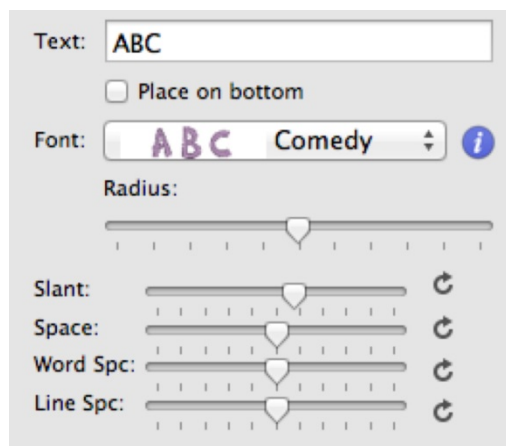 Text: ABC
Place on bottom
Font: ABC Comedy i
Radius:
Slant:
Space:
Word Spc:
Line Spc: